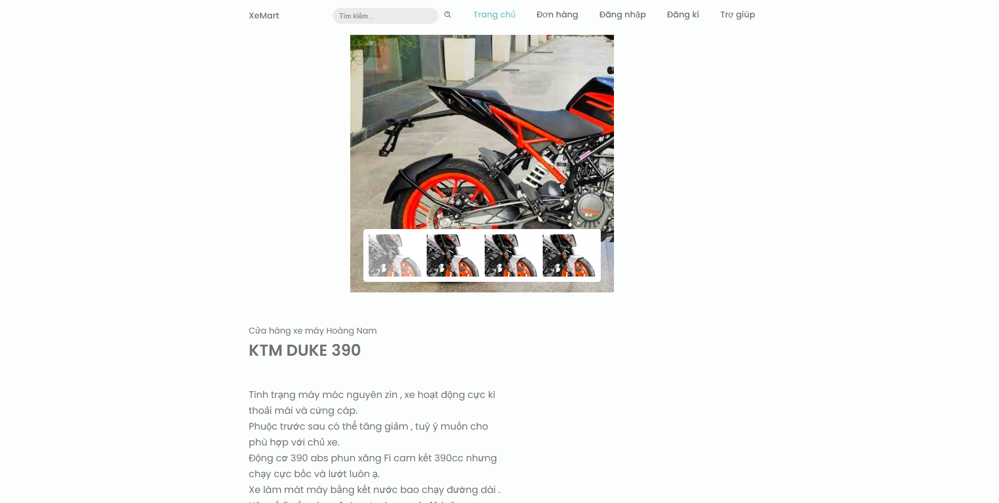 XeMart
Tìm kiếm...
Trang chủ
Đơn hàng
Đăng nhập
Đăng kí
Trợ giúp
Cửa hàng xe máy Hoàng Nam
KTM DUKE 390
Tình trạng máy móc nguyên zin , xe hoạt động cực kì
thoải mái và cứng cáp.
Phuộc trước sau có thể tăng giảm , tuỳ ý muốn cho
phù hợp với chủ xe.
Động cơ 390 abs phun xăng Fi cam kết 390cc nhưng
chạy cực bốc và lướt luôn ạ.
Xe làm mát máy bằng kết nước bao chạy đường dài .